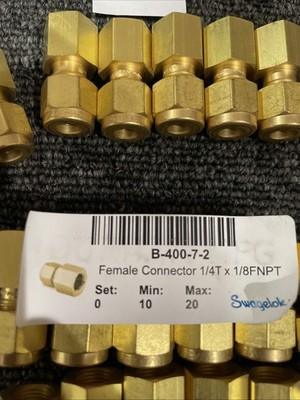 B-400-7-2
Female Connector 1/4T x 1/8FNPT
Set: Min: Max:
0 10 20
Swagelok